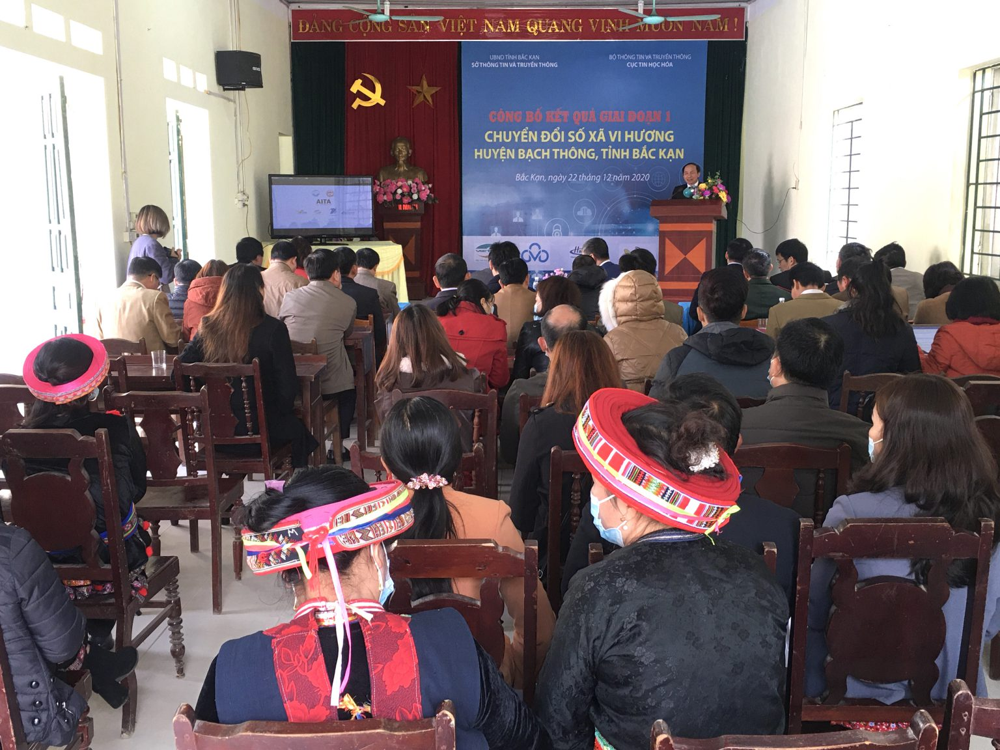 ĐẢNG CỘNG SẢN VIỆT NAM QUANG VINH MUÔN NĂM !
UBND TỈNH BẮC KẠN
SỞ THÔNG TIN VÀ TRUYỀN THÔNG
BỘ THÔNG TIN VÀ TRUYỀN THÔNG
CỤC TIN HỌC HÓA
CÔNG BỐ KẾT QUẢ GIAI ĐOẠN 1
CHUYỂN ĐỔI SỐ XÃ VI HƯƠNG
HUYỆN BẠCH THÔNG, TỈNH BẮC KẠN
Bắc Kạn, ngày 22 tháng 12 năm 2020
AITA